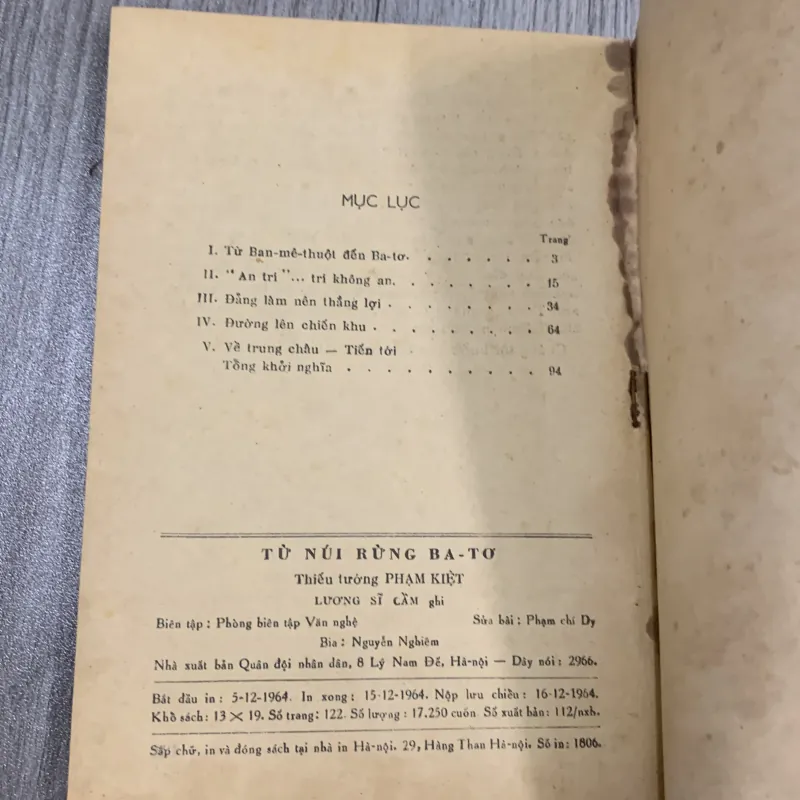 MỤC LỤC
Trang
I. Từ Ban-mê-thuột đến Ba-tơ. . . . . . . 3
II. "An trí"... trí không an. . . . . . . . 15
III. Đảng làm nên thắng lợi . . . . . . . . 34
IV. Đường lên chiến khu . . . . . . . . . 64
V. Về trung châu — Tiến tới
Tổng khởi nghĩa . . . . . . . . . . 94
TỪ NÚI RỪNG BA-TƠ
Thiếu tướng PHẠM KIỆT
LƯƠNG SĨ CẦM ghi
Biên tập : Phòng biên tập Văn nghệ Sửa bài : Phạm chí Dy
Bìa : Nguyễn Nghiêm
Nhà xuất bản Quân đội nhân dân, 8 Lý Nam Đế, Hà-nội — Dây nói : 2966.
Bắt đầu in : 5-12-1964. In xong : 15-12-1964. Nộp lưu chiểu : 16-12-1964.
Khổ sách : 13 × 19. Số trang : 122. Số lượng : 17.250 cuốn Số xuất bản : 112/nxb.
Sắp chữ, in và đóng sách tại nhà in Hà-nội. 29, Hàng Than Hà-nội. Số in : 1806.